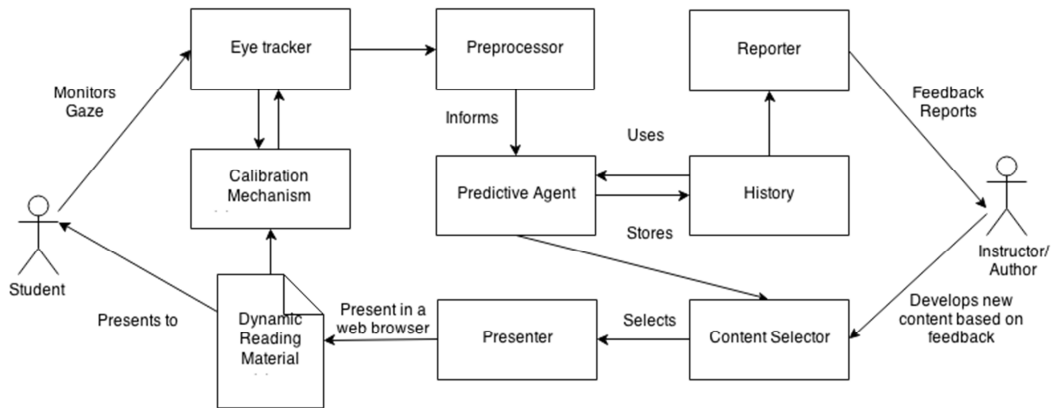 Eye tracker
Preprocessor
Reporter
Monitors
Gaze
Informs
Uses
Feedback
Reports
Calibration
Mechanism
Predictive Agent
History
Stores
Student
Instructor/
Author
Presents to
Dynamic
Reading
Material
Present in a
web browser
Presenter
Selects
Content Selector
Develops new
content based on
feedback